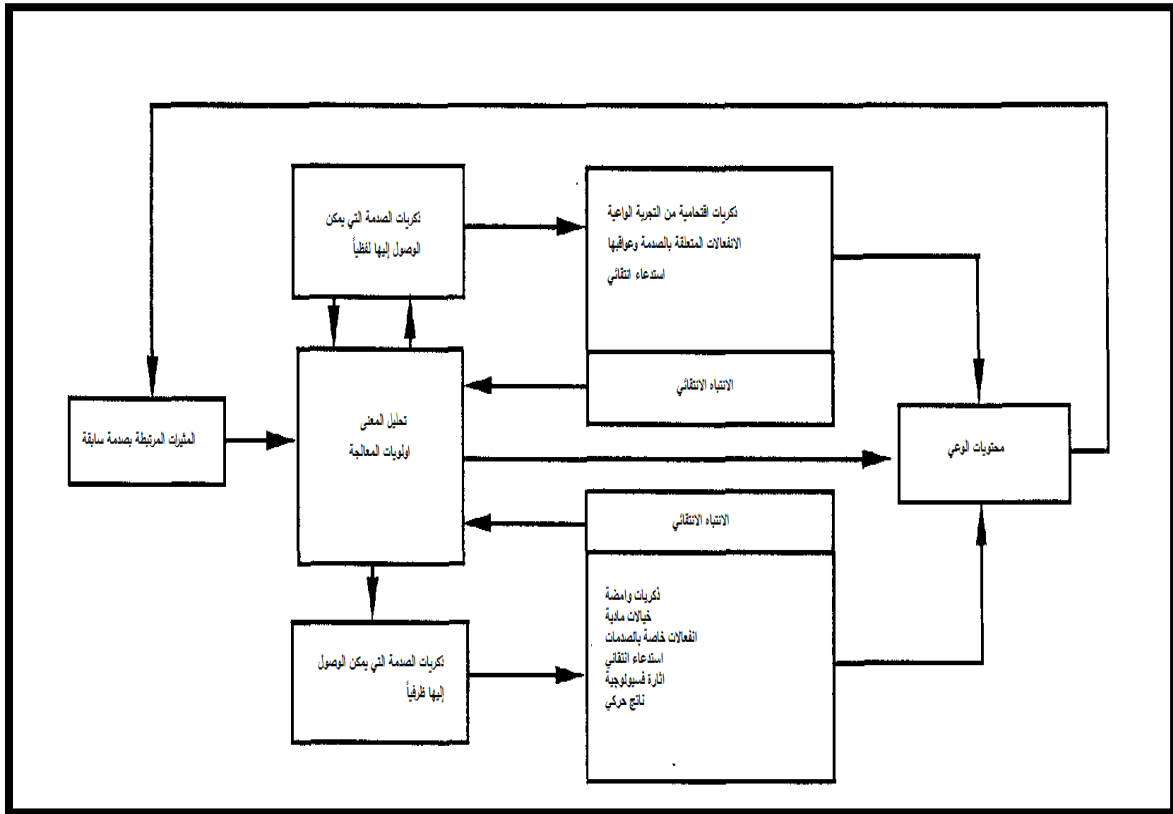 ذكريات الصدمة التي يمكن
الوصول إليها لفظياً
ذكريات اقتحامية من التجربة الواعية
الانفعالات المتعلقة بالصدمة وعواقبها
استدعاء انتقائي
الانتباه الانتقائي
المثيرات المرتبطة بصدمة سابقة
تحليل المعنى
اولويات المعالجة
محتويات الوعي
الانتباه الانتقائي
ذكريات وامضة
خيالات مادية
انفعالات خاصة بالصدمات
استدعاء انتقائي
اثارة فسيولوجية
ناتج حركي
ذكريات الصدمة التي يمكن الوصول
إليها ظرفياً